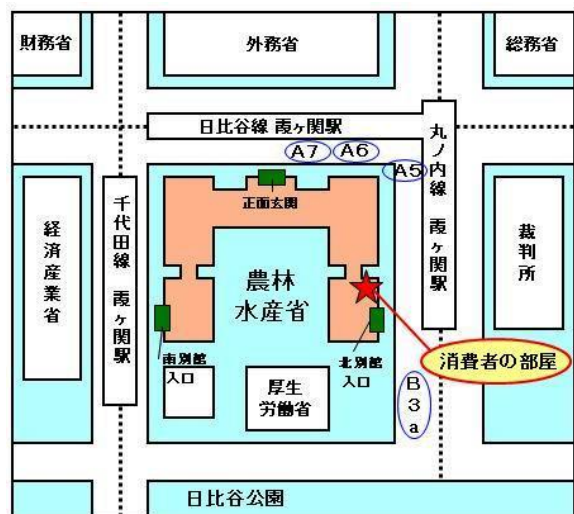 財務省
外務省
総務省
日比谷線 霞ヶ関駅
丸ノ内線 霞ヶ関駅
A7
A6
A5
正面玄関
千代田線 霞ヶ関駅
経済産業省
裁判所
農林
水産省
消費者の部屋
南別館
入口
北別館
入口
厚生
労働省
B3a
日比谷公園